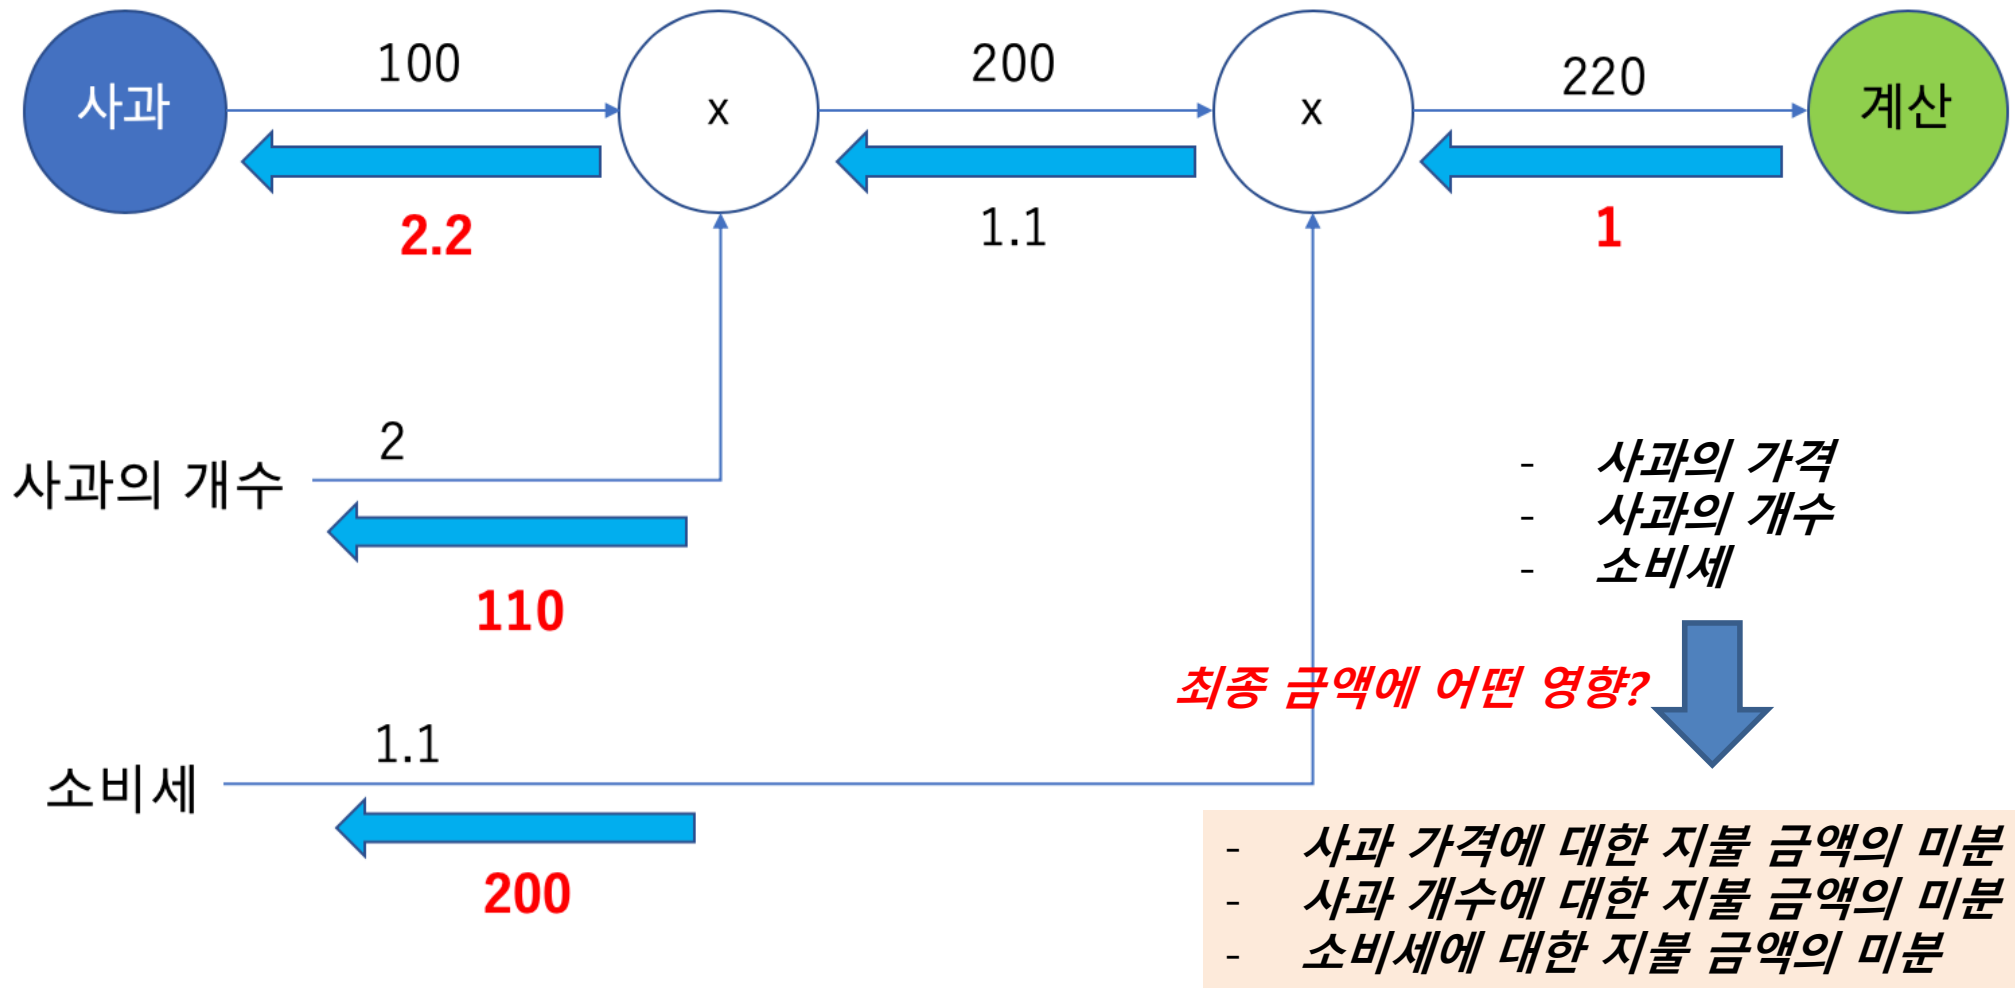 사과
100
x
200
x
220
계산
2.2
1.1
1
사과의 개수
2
110
소비세
1.1
200
- 사과의 가격
- 사과의 개수
- 소비세
최종 금액에 어떤 영향?
- 사과 가격에 대한 지불 금액의 미분
- 사과 개수에 대한 지불 금액의 미분
- 소비세에 대한 지불 금액의 미분